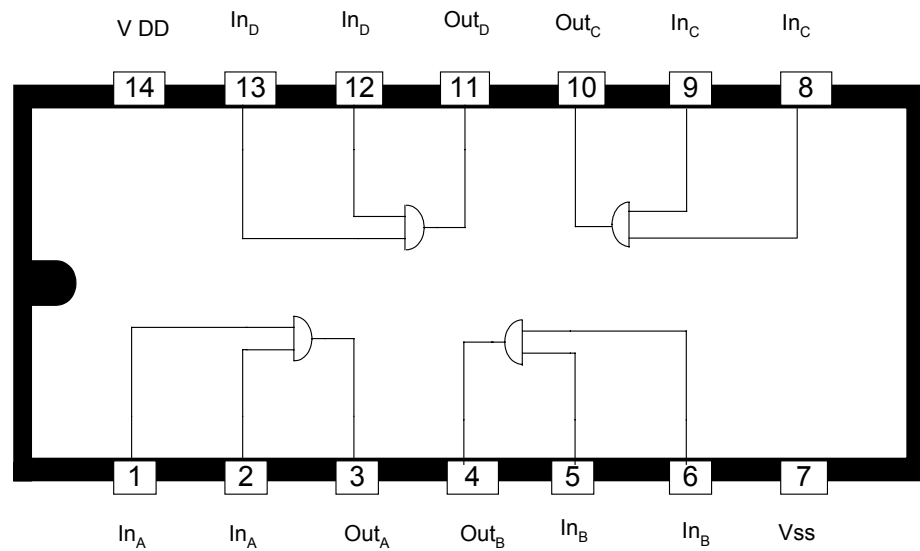 V DD In_D In_D Out_D Out_C In_C In_C
14 13 12 11 10 9 8
1 2 3 4 5 6 7
In_A In_A Out_A Out_B In_B In_B Vss